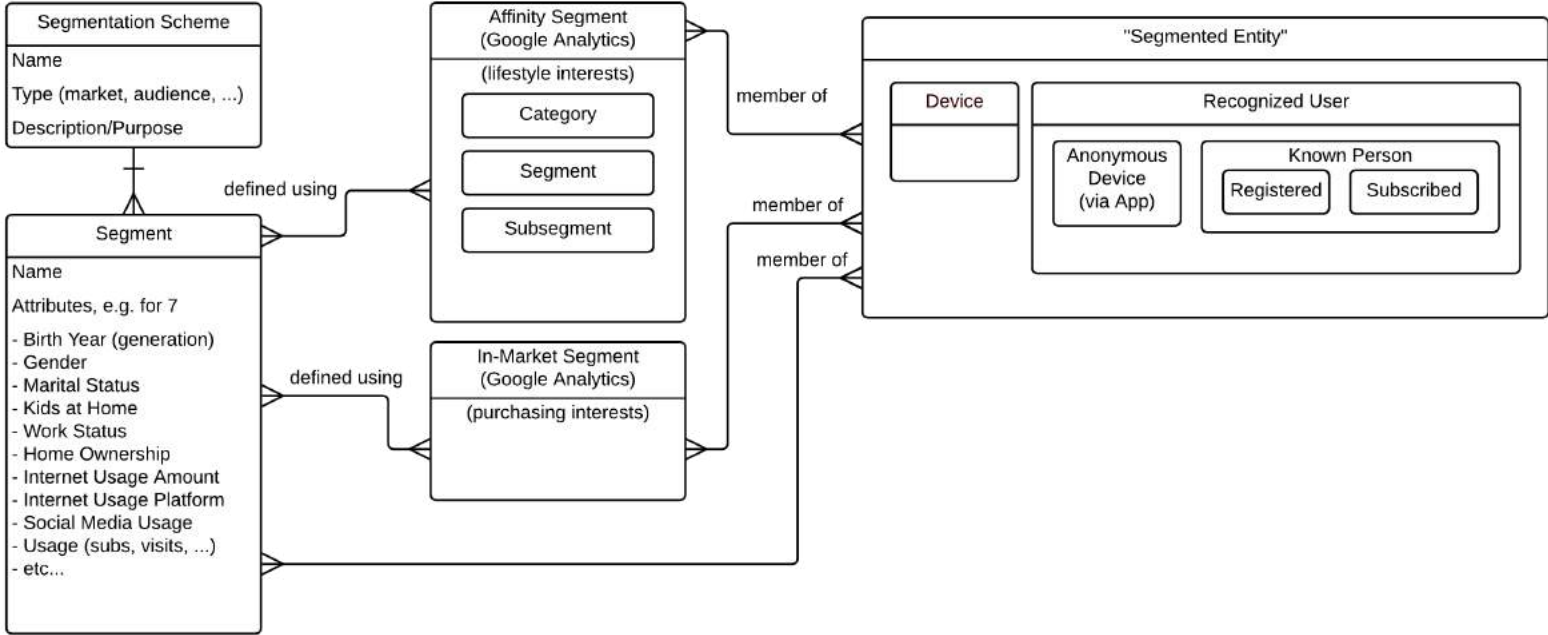 Segmentation Scheme
Name
Type (market, audience, ...)
Description/Purpose
Segment
Name
Attributes, e.g. for 7
- Birth Year (generation)
- Gender
- Marital Status
- Kids at Home
- Work Status
- Home Ownership
- Internet Usage Amount
- Internet Usage Platform
- Social Media Usage
- Usage (subs, visits, ...)
- etc...
defined using
defined using
Affinity Segment
(Google Analytics)
(lifestyle interests)
Category
Segment
Subsegment
In-Market Segment
(Google Analytics)
(purchasing interests)
member of
member of
member of
"Segmented Entity"
Device
Recognized User
Anonymous
Device
(via App)
Known Person
Registered
Subscribed